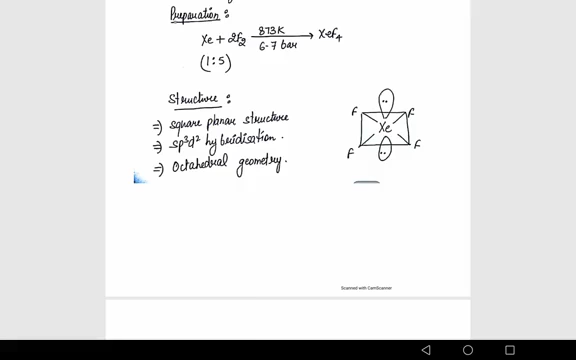 Preparation :
Xe + 2F2 873K 6-7 bar → XeF4
(1:5)
Structure :
⇒ Square planar structure
⇒ sp³d² hybridisation.
⇒ Octahedral geometry.
F F
Xe
F F
Scanned with CamScanner